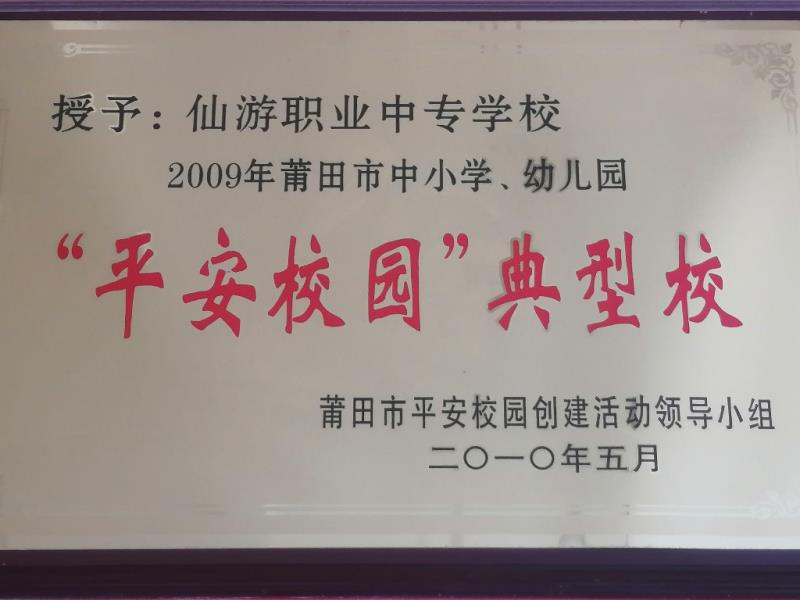 授予：仙游职业中专学校
2009年莆田市中小学、幼儿园
“平安校园”典型校
莆田市平安校园创建活动领导小组
二〇一〇年五月